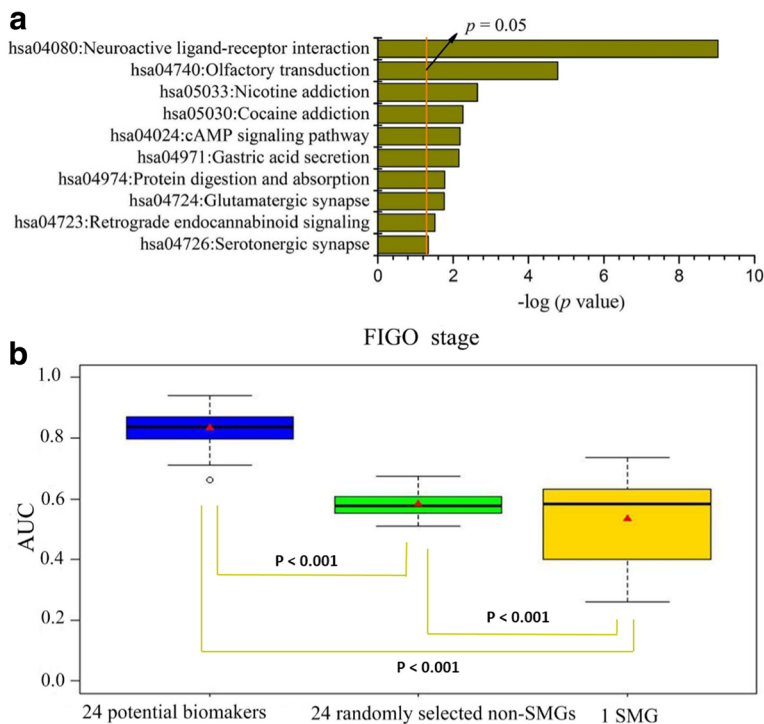 a
p = 0.05
hsa04080:Neuroactive ligand-receptor interaction
hsa04740:Olfactory transduction
hsa05033:Nicotine addiction
hsa05030:Cocaine addiction
hsa04024:cAMP signaling pathway
hsa04971:Gastric acid secretion
hsa04974:Protein digestion and absorption
hsa04724:Glutamatergic synapse
hsa04723:Retrograde endocannabinoid signaling
hsa04726:Serotonergic synapse
0 2 4 6 8 10
-log (p value)
b
FIGO stage
AUC
1.0
0.8
0.6
0.4
0.2
0.0
P < 0.001
P < 0.001
P < 0.001
24 potential biomakers 24 randomly selected non-SMGs 1 SMG